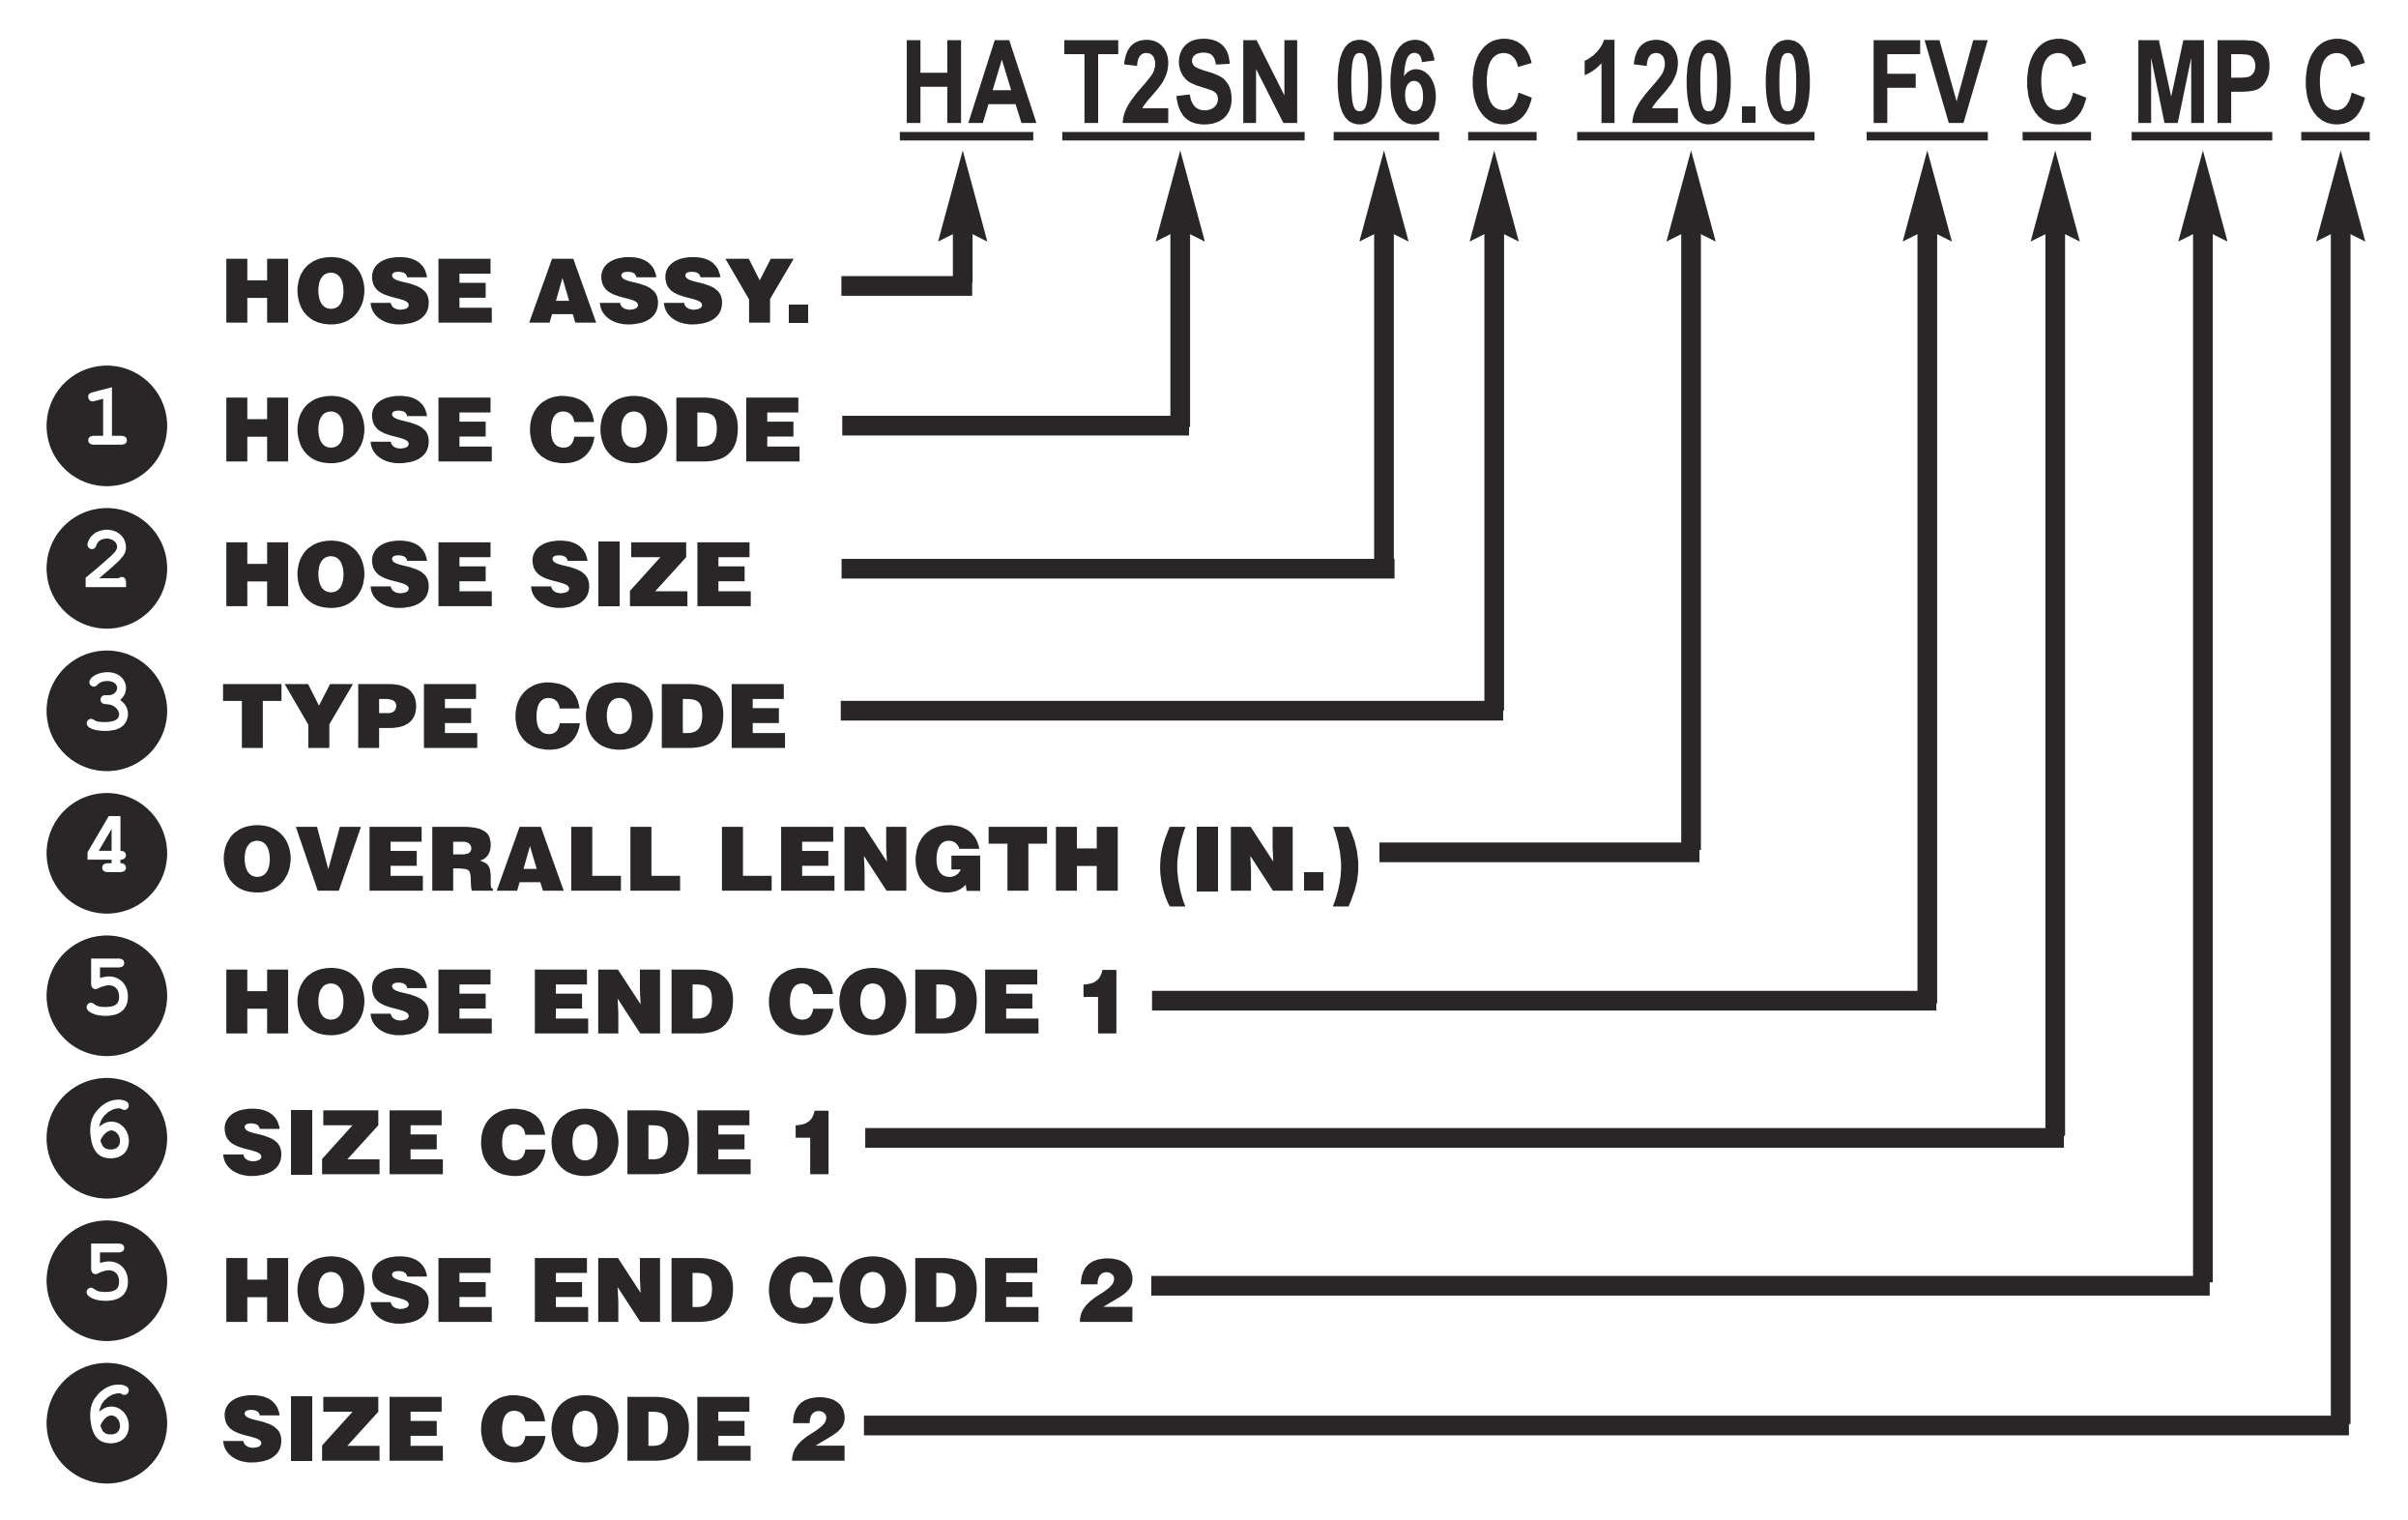 HA T2SN 06 C 120.0 FV C MP C
HOSE ASSY.
1 HOSE CODE
2 HOSE SIZE
3 TYPE CODE
4 OVERALL LENGTH (IN.)
5 HOSE END CODE 1
6 SIZE CODE 1
5 HOSE END CODE 2
6 SIZE CODE 2